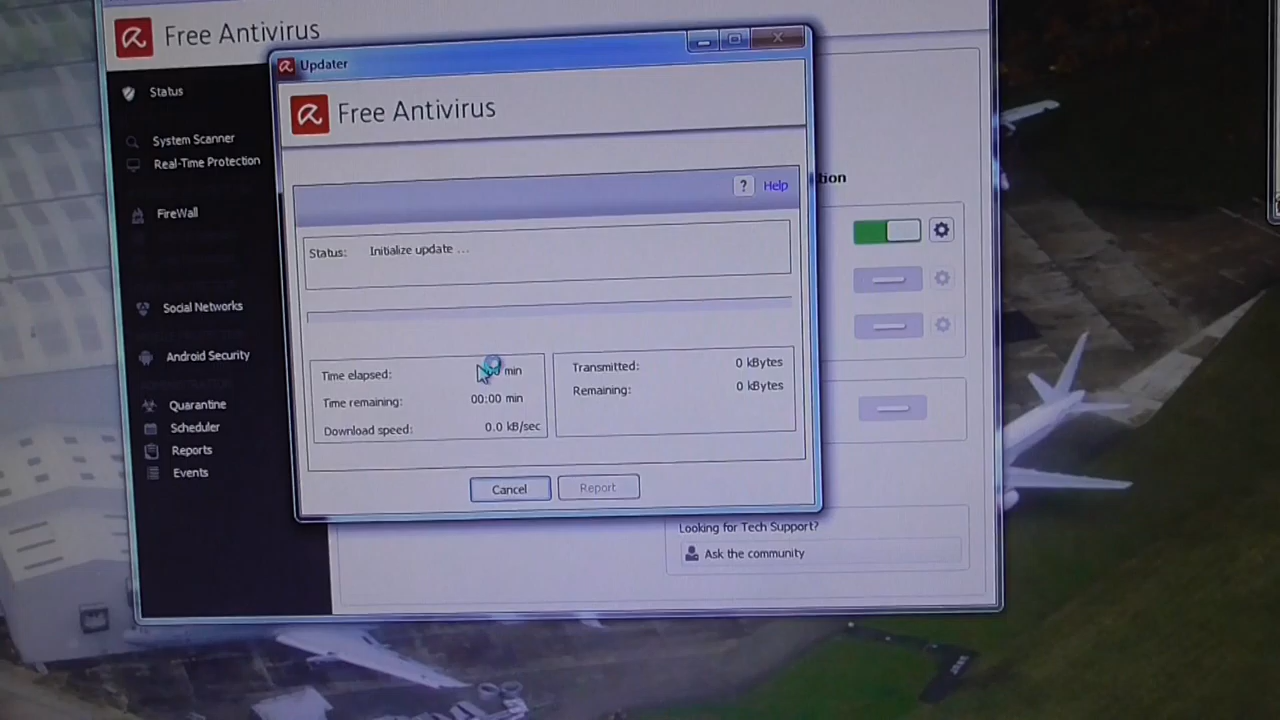 Free Antivirus
Updater
Free Antivirus
Status
System Scanner
Real-Time Protection
FireWall
Social Networks
Android Security
Quarantine
Scheduler
Reports
Events
? Help
Status: Initialize update ...
Time elapsed: min
Time remaining: 00:00 min
Download speed: 0.0 kB/sec
Transmitted: 0 kBytes
Remaining: 0 kBytes
Cancel
Report
tion
Looking for Tech Support?
Ask the community